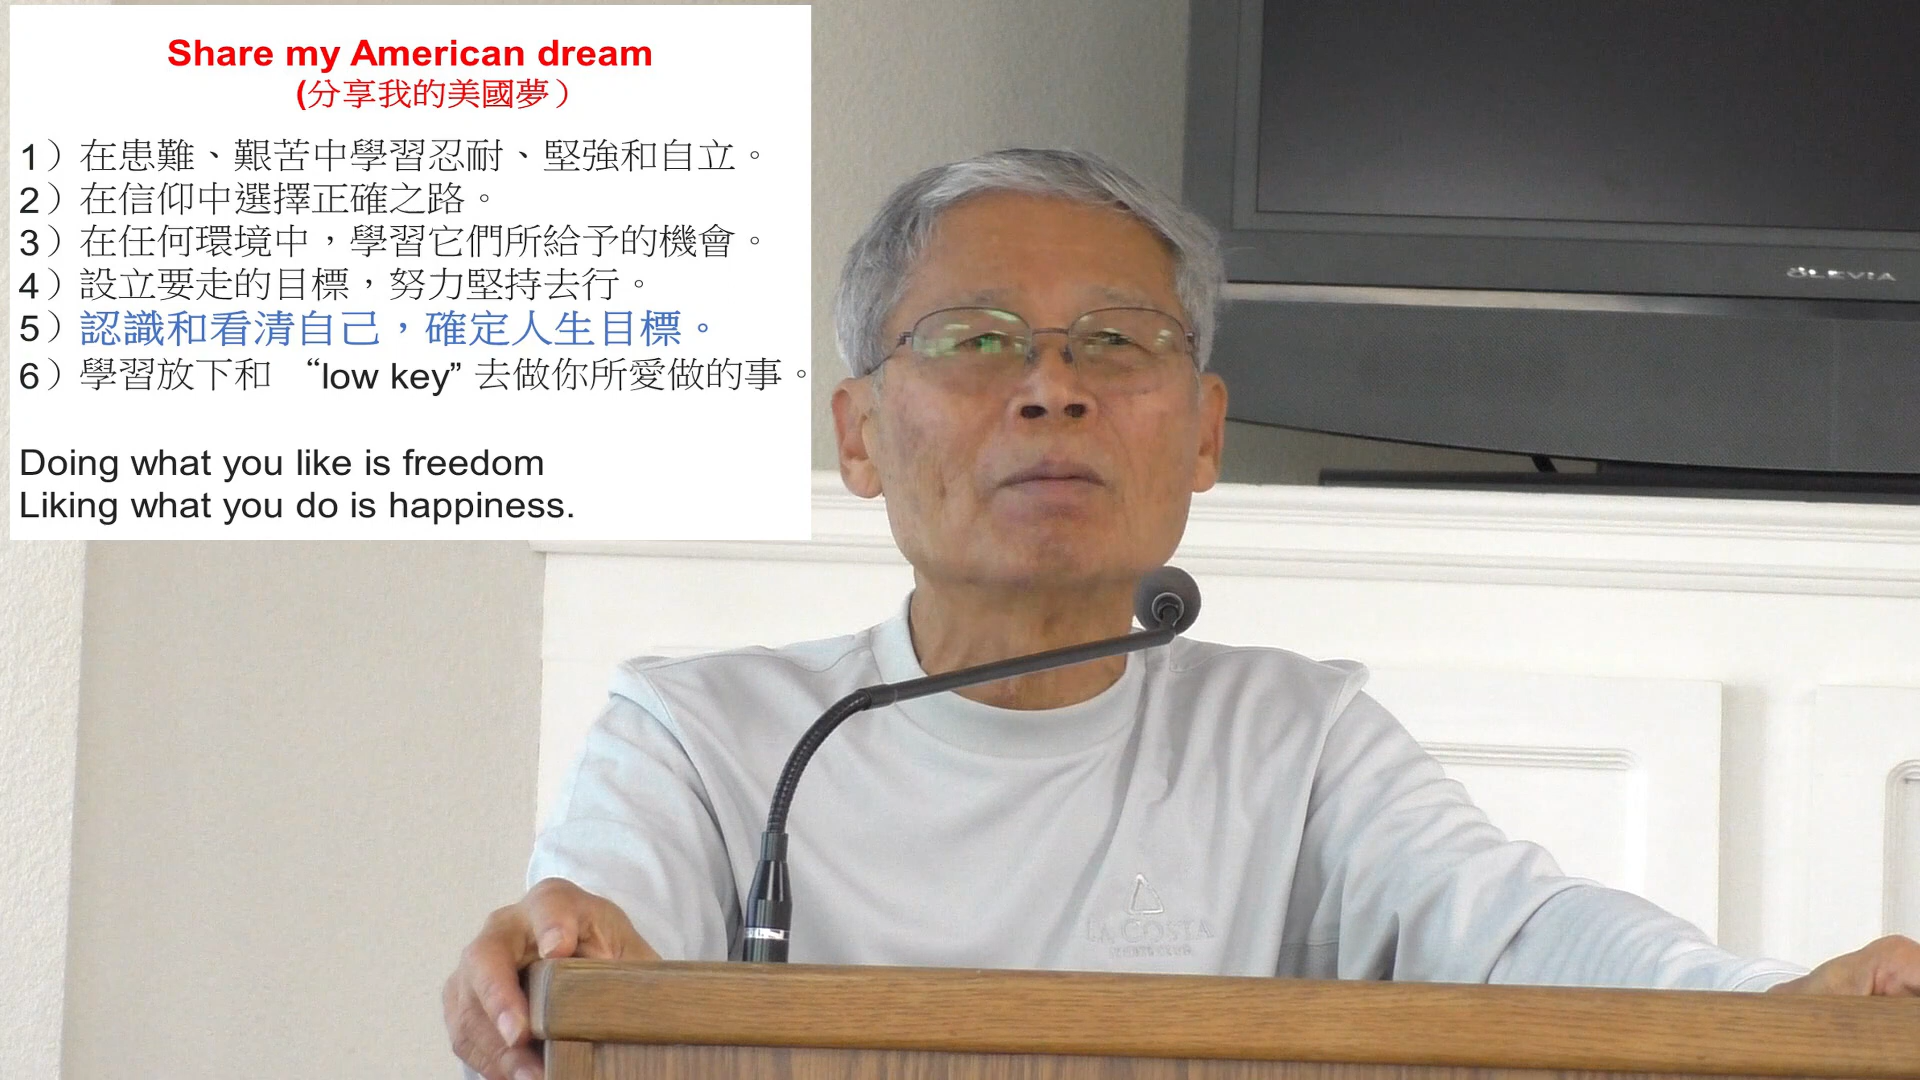 Share my American dream
(分享我的美國夢）
1）在患難、艱苦中學習忍耐、堅強和自立。
2）在信仰中選擇正確之路。
3）在任何環境中，學習它們所給予的機會。
4）設立要走的目標，努力堅持去行。
5）認識和看清自己，確定人生目標。
6）學習放下和 “low key” 去做你所愛做的事。
Doing what you like is freedom
Liking what you do is happiness.
OLEVIA
LA COSTA